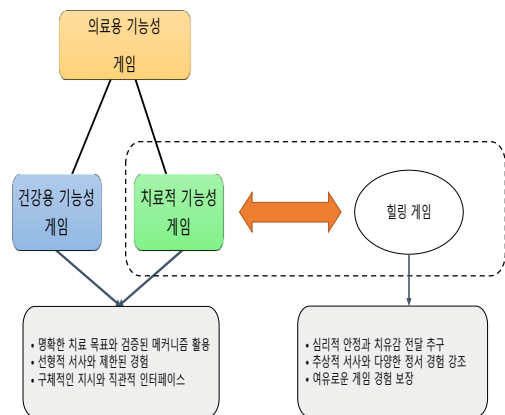 의료용 기능성
게임
건강용 기능성
게임
치료적 기능성
게임
힐링 게임
• 명확한 치료 목표와 검증된 메커니즘 활용
• 선형적 서사와 제한된 경험
• 구체적인 지시와 직관적 인터페이스
• 심리적 안정과 치유감 전달 추구
• 추상적 서사와 다양한 정서 경험 강조
• 여유로운 게임 경험 보장